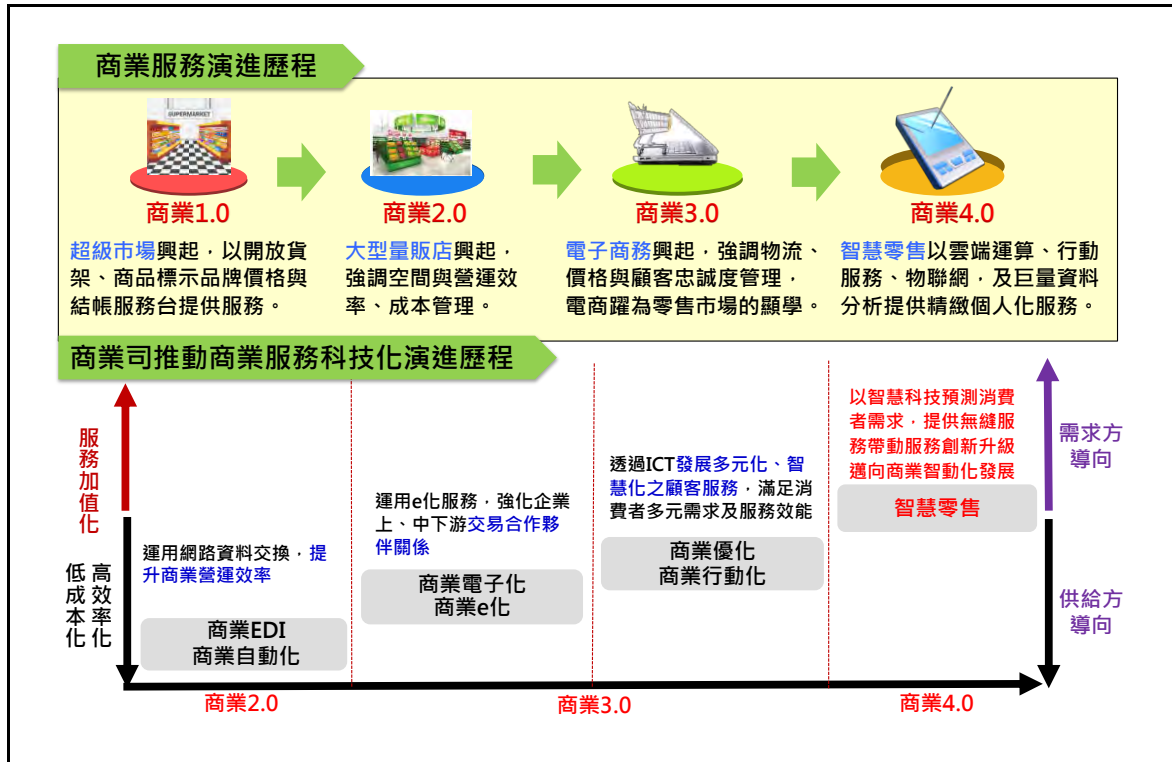 商業服務演進歷程
SUPERMARKET
商業1.0
超級市場興起，以開放貨
架、商品標示品牌價格與
結帳服務台提供服務。
商業2.0
大型量販店興起，
強調空間與營運效
率、成本管理。
商業3.0
電子商務興起，強調物流、
價格與顧客忠誠度管理，
電商躍為零售市場的顯學。
商業4.0
智慧零售以雲端運算、行動
服務、物聯網，及巨量資料
分析提供精緻個人化服務。
商業司推動商業服務科技化演進歷程
服務加值化
高效率化
低成本化
運用網路資料交換，提
升商業營運效率
商業EDI
商業自動化
運用e化服務，強化企業
上、中下游交易合作夥
伴關係
商業電子化
商業e化
透過ICT發展多元化、智
慧化之顧客服務，滿足消
費者多元需求及服務效能
商業優化
商業行動化
以智慧科技預測消費
者需求，提供無縫服
務帶動服務創新升級
邁向商業智動化發展
智慧零售
需求方
導向
供給方
導向
商業2.0
商業3.0
商業4.0